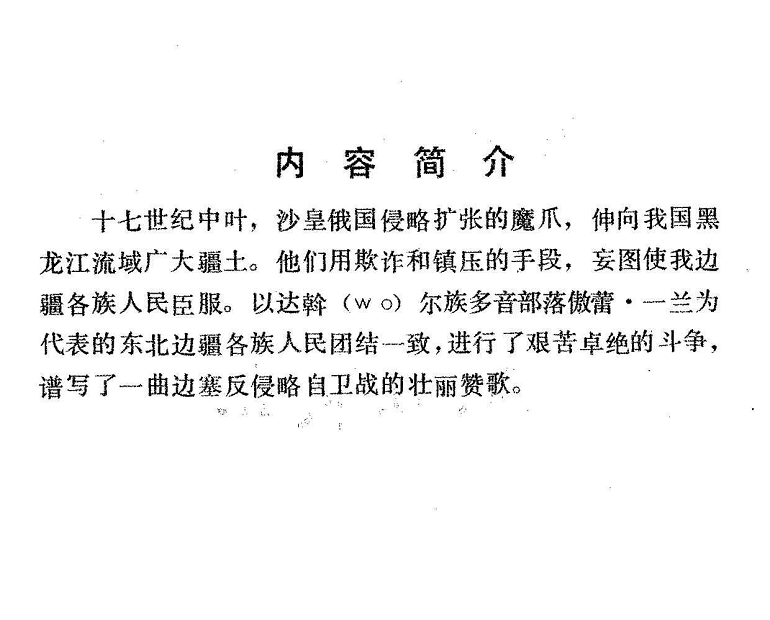 内容简介
十七世纪中叶，沙皇俄国侵略扩张的魔爪，伸向我国黑
龙江流域广大疆土。他们用欺诈和镇压的手段，妄图使我边
疆各族人民臣服。以达斡（wo）尔族多音部落傲蕾·一兰为
代表的东北边疆各族人民团结一致，进行了艰苦卓绝的斗争，
谱写了一曲边塞反侵略自卫战的壮丽赞歌。